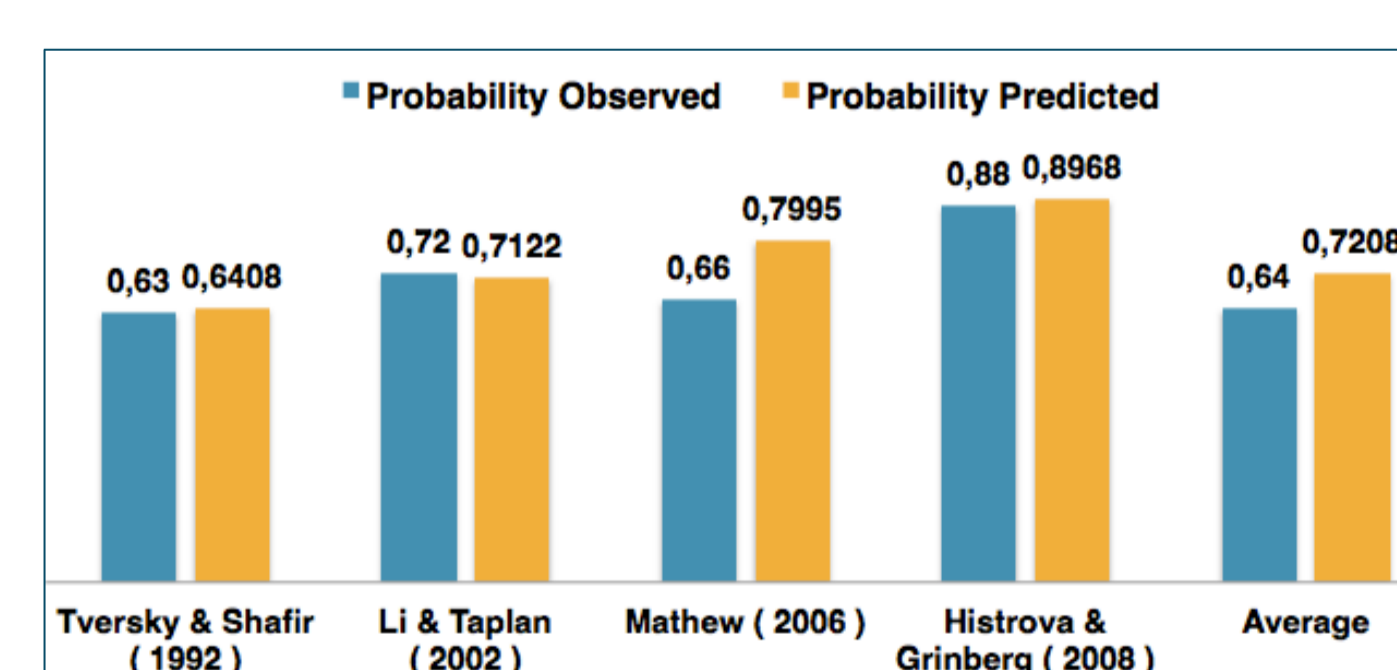 Probability Observed Probability Predicted
0,88 0,8968
0,7995
0,72 0,7122 0,7208
0,63 0,6408 0,66 0,64
Tversky & Shafir Li & Taplan Mathew ( 2006 ) Histrova & Average
( 1992 ) ( 2002 ) Grinberg ( 2008 )